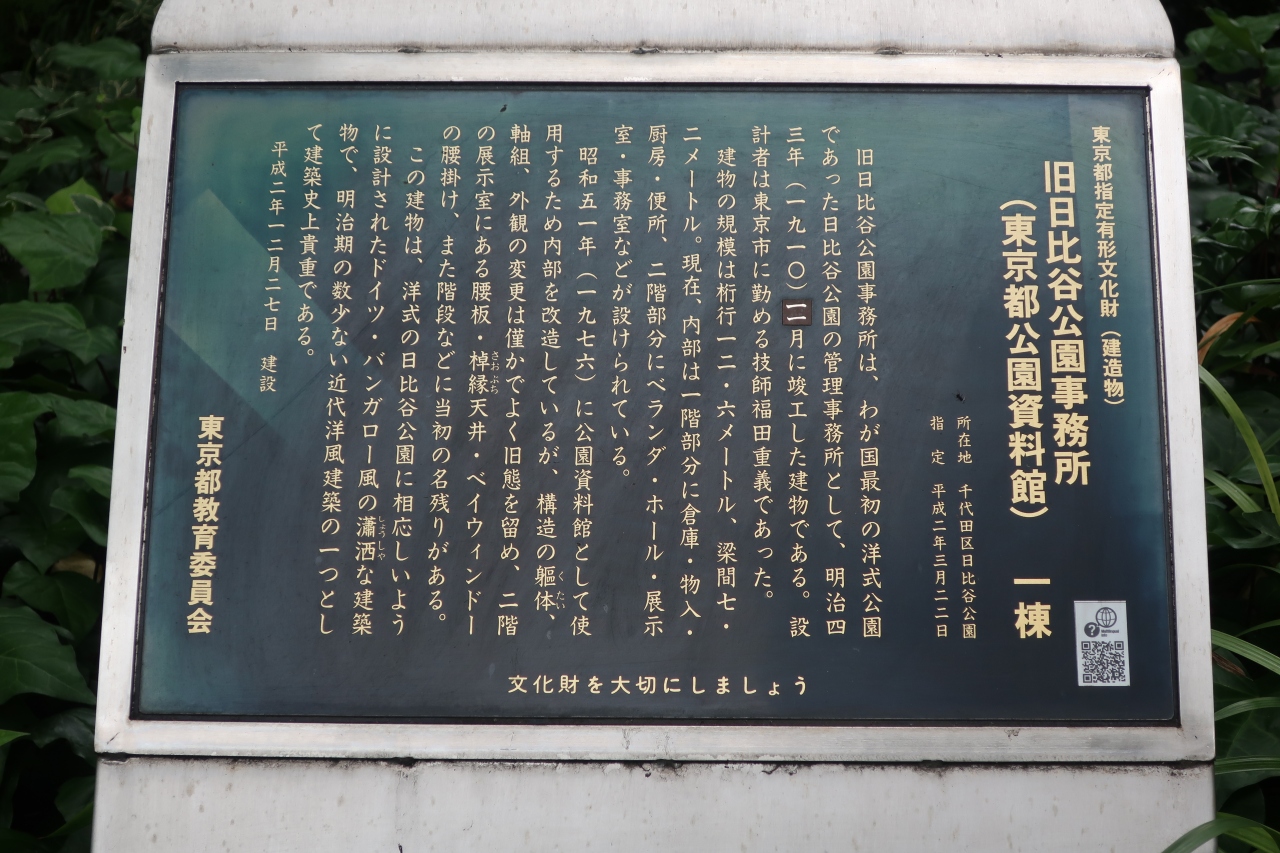 東京都指定有形文化財（建造物）
旧日比谷公園事務所
（東京都公園資料館）　一棟
所在地　千代田区日比谷公園
指　定　平成二年三月二二日
旧日比谷公園事務所は、わが国最初の洋式公園
であった日比谷公園の管理事務所として、明治四
三年（一九一〇）一一月に竣工した建物である。設
計者は東京市に勤める技師福田重義であった。
建物の規模は桁行一二・六メートル、梁間七・
二メートル。現在、内部は一階部分に倉庫・物入・
厨房・便所、二階部分にベランダ・ホール・展示
室・事務室などが設けられている。
昭和五一年（一九七六）に公園資料館として使
用するため内部を改造しているが、構造の軀体、
軸組、外観の変更は僅かでよく旧態を留め、二階
の展示室にある腰板・棹縁天井・ベイウィンドー
の腰掛け、また階段などに当初の名残りがある。
この建物は、洋式の日比谷公園に相応しいよう
に設計されたドイツ・バンガロー風の瀟洒な建築
物で、明治期の数少ない近代洋風建築の一つとし
て建築史上貴重である。
平成二年一二月二七日　建設
東京都教育委員会
文化財を大切にしましょう